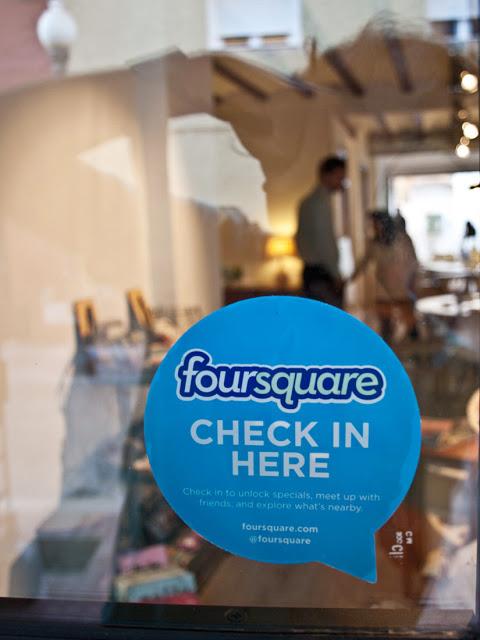 foursquare
CHECK IN
HERE
Check in to unlock specials, meet up with
friends, and explore what's nearby.
foursquare.com
@foursquare